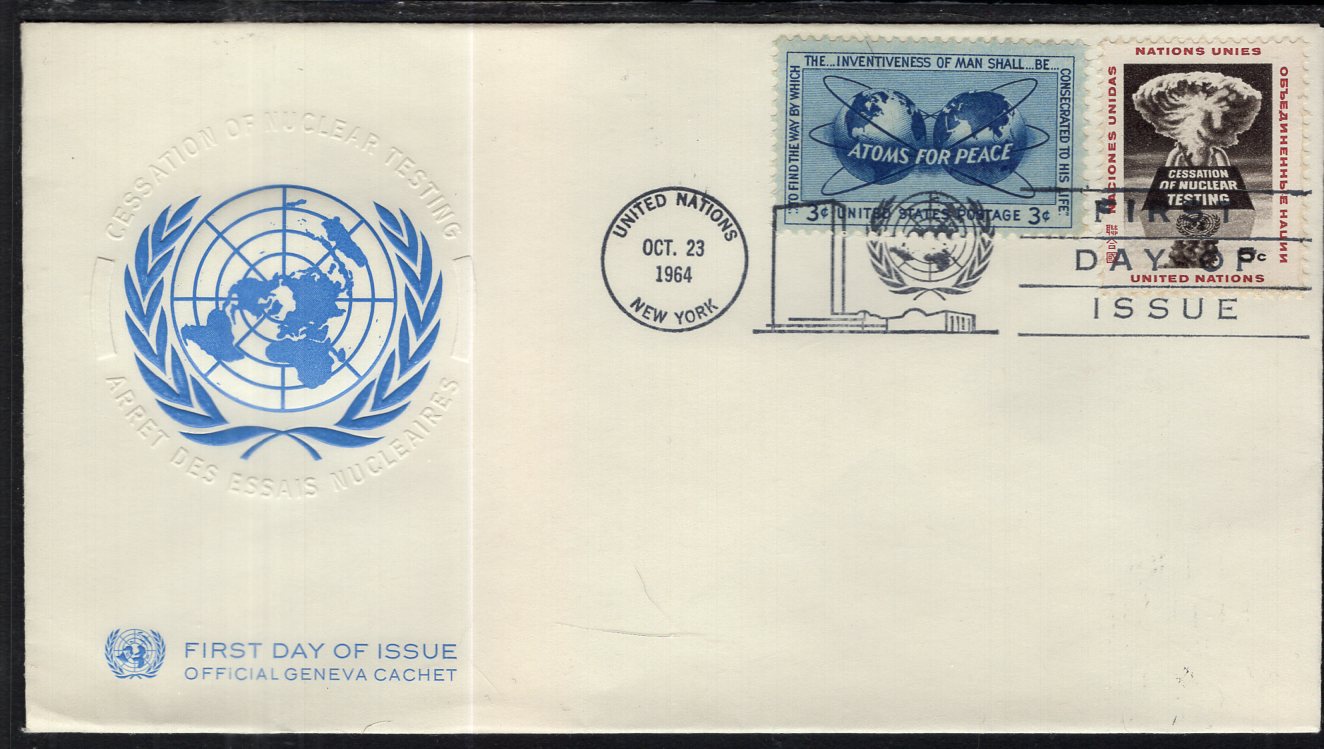 CESSATION OF NUCLEAR TESTING
ARRET DES ESSAIS NUCLEAIRES
FIRST DAY OF ISSUE
OFFICIAL GENEVA CACHET
UNITED NATIONS
OCT. 23
1964
NEW YORK
"TO FIND THE WAY BY WHICH
THE...INVENTIVENESS OF MAN SHALL...BE...
CONSECRATED TO HIS LIFE"
ATOMS FOR PEACE
3¢ UNITED STATES POSTAGE 3¢
NATIONS UNIES
NACIONES UNIDAS
聯合國
ОБЪЕДИНЕННЫЕ НАЦИИ
CESSATION
OF NUCLEAR
TESTING
c
UNITED NATIONS
FIRST
DAY OF
ISSUE